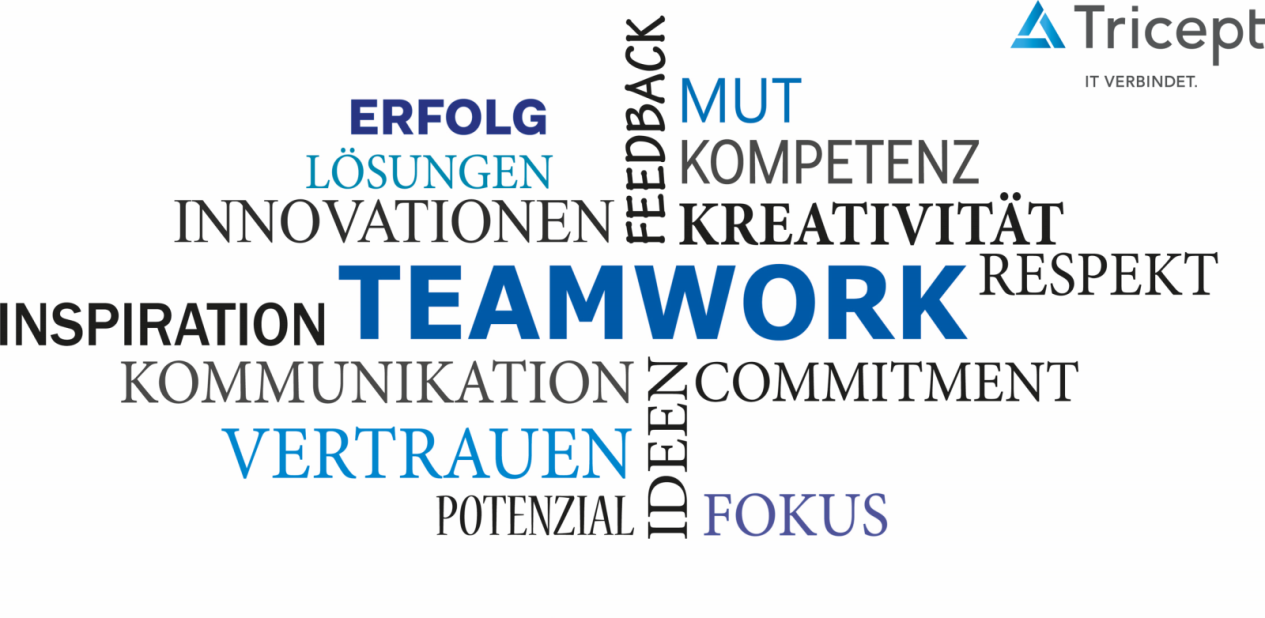 Tricept
IT VERBINDET.
FEEDBACK
MUT
ERFOLG
KOMPETENZ
LÖSUNGEN
INNOVATIONEN
KREATIVITÄT
RESPEKT
TEAMWORK
INSPIRATION
KOMMUNIKATION
IDEEN
COMMITMENT
VERTRAUEN
POTENZIAL
FOKUS